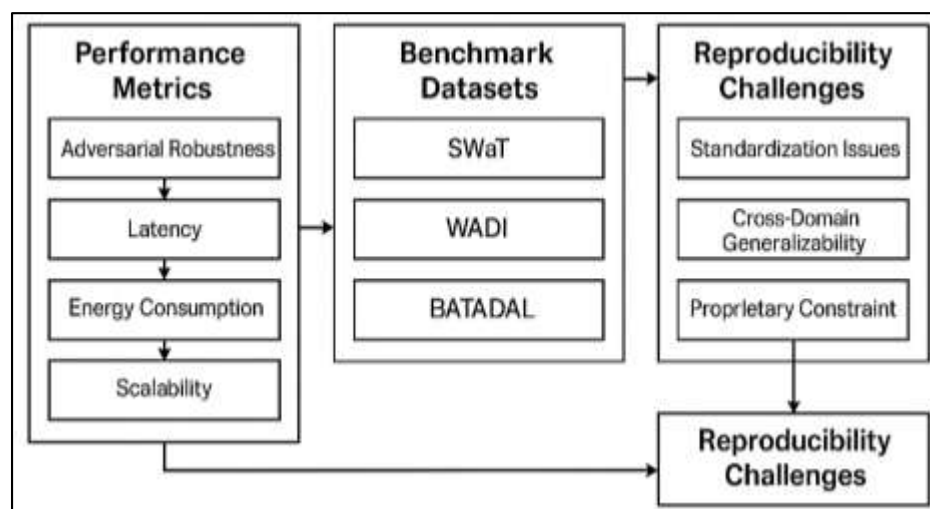 Performance
Metrics
Adversarial Robustness
Latency
Energy Consumption
Scalability
Benchmark
Datasets
SWaT
WADI
BATADAL
Reproducibility
Challenges
Standardization Issues
Cross-Domain
Generalizability
Proprletary Constraint
Reproducibility
Challenges